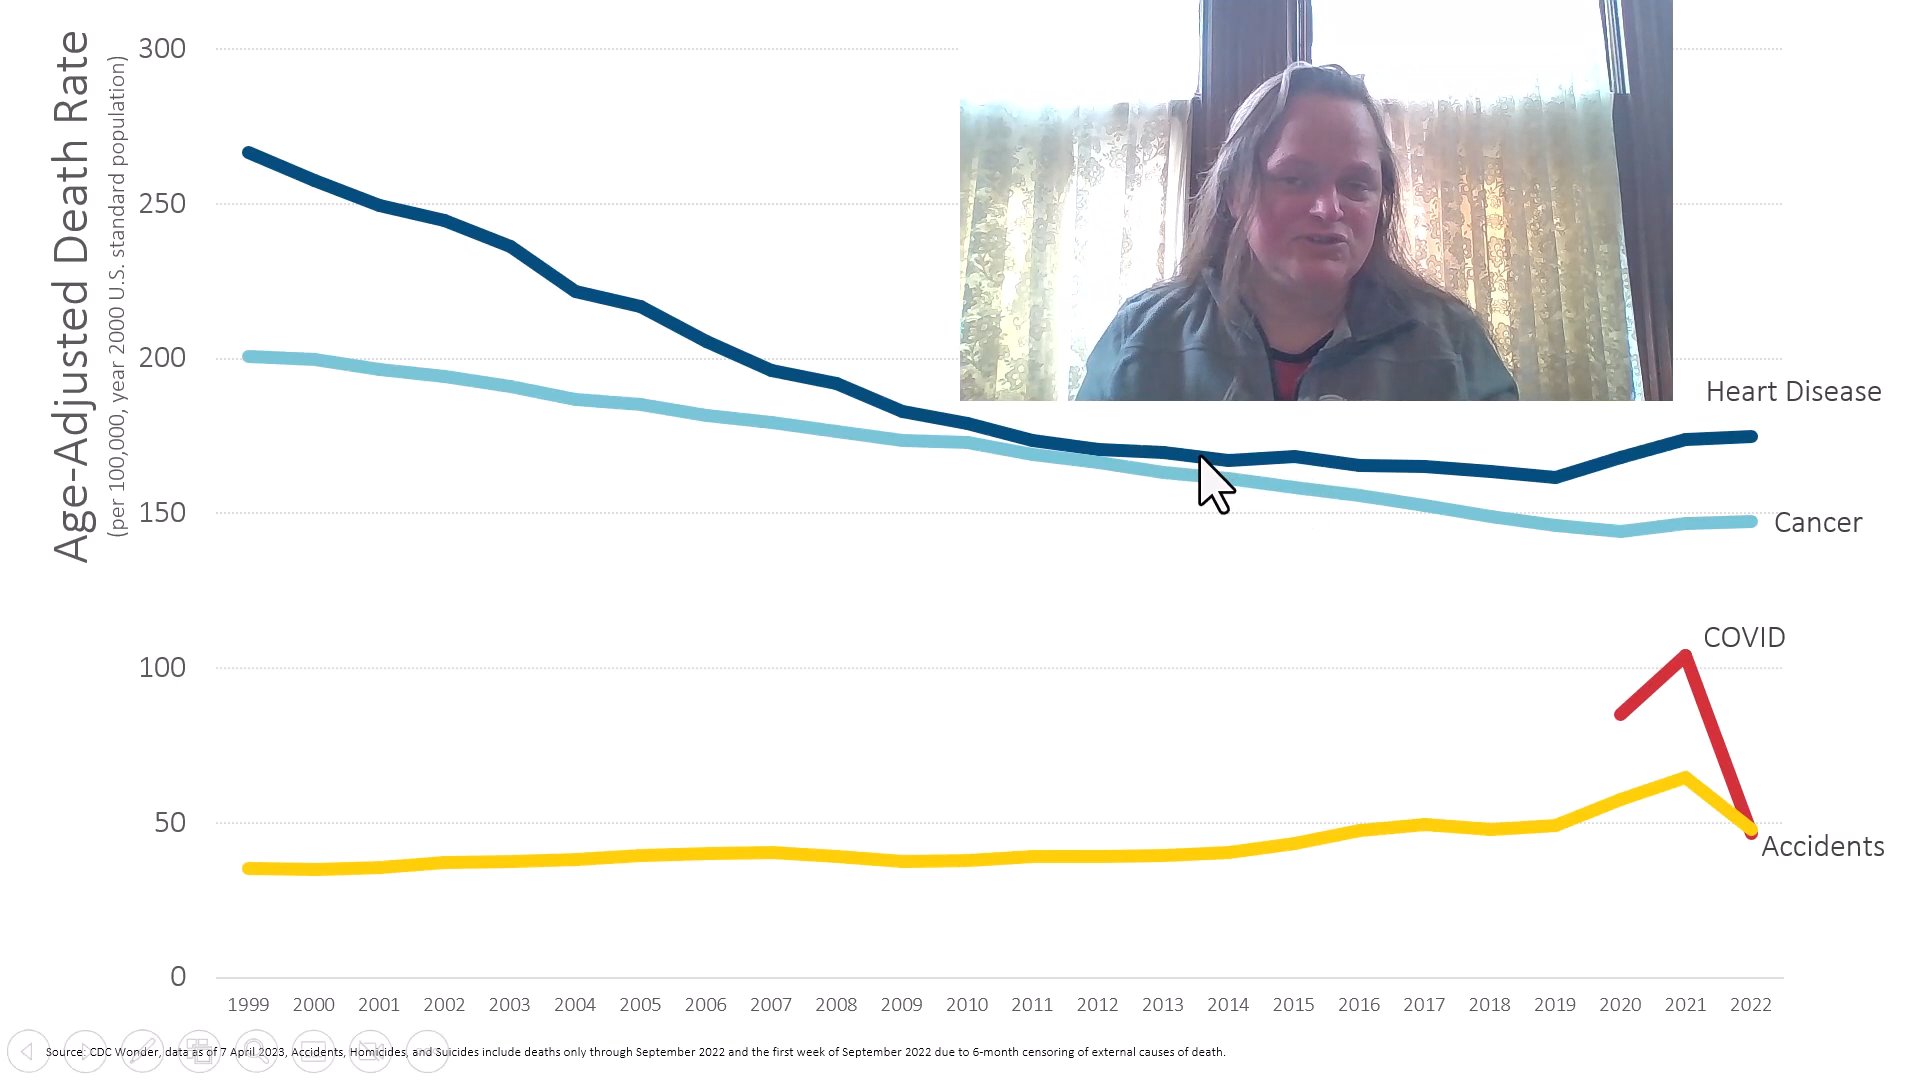 Age-Adjusted Death Rate
(per 100,000, year 2000 U.S. standard population)
300
250
200
150
100
50
0
Heart Disease
Cancer
COVID
Accidents
1999 2000 2001 2002 2003 2004 2005 2006 2007 2008 2009 2010 2011 2012 2013 2014 2015 2016 2017 2018 2019 2020 2021 2022
Source: CDC Wonder, data as of 7 April 2023, Accidents, Homicides, and Suicides include deaths only through September 2022 and the first week of September 2022 due to 6-month censoring of external causes of death.